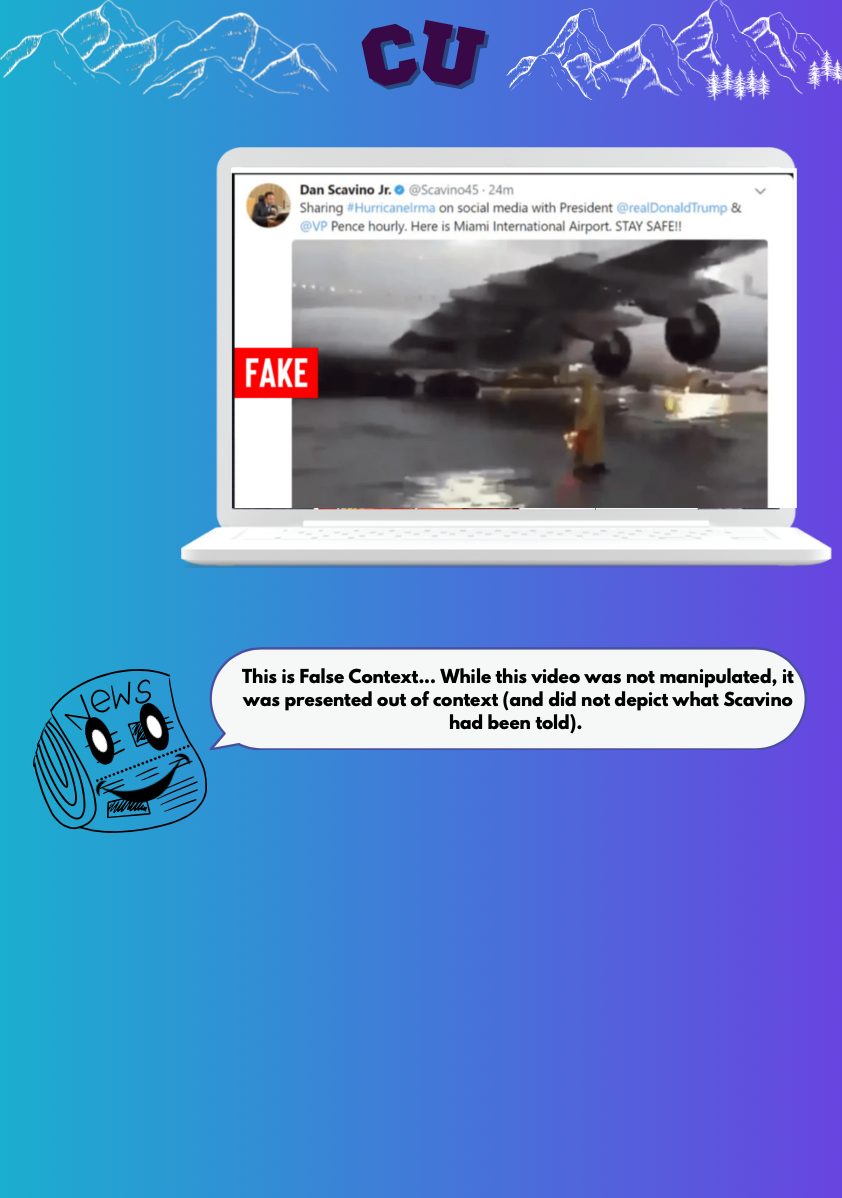 CU
Dan Scavino Jr. @Scavino45 · 24m
Sharing #HurricaneIrma on social media with President @realDonaldTrump &
@VP Pence hourly. Here is Miami International Airport. STAY SAFE!!
FAKE
News
This is False Context... While this video was not manipulated, it
was presented out of context (and did not depict what Scavino
had been told).